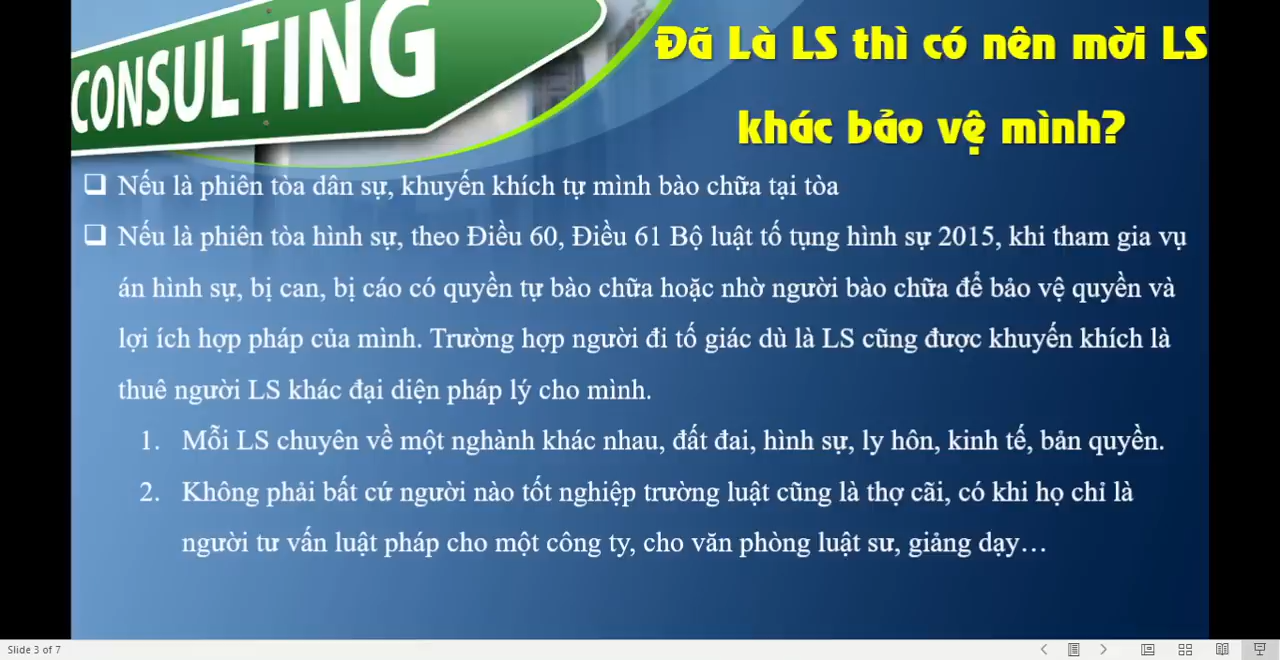 CONSULTING
Đã Là LS thì có nên mời LS
khác bảo vệ mình?
Nếu là phiên tòa dân sự, khuyến khích tự mình bào chữa tại tòa
Nếu là phiên tòa hình sự, theo Điều 60, Điều 61 Bộ luật tố tụng hình sự 2015, khi tham gia vụ
án hình sự, bị can, bị cáo có quyền tự bào chữa hoặc nhờ người bào chữa để bảo vệ quyền và
lợi ích hợp pháp của mình. Trường hợp người đi tố giác dù là LS cũng được khuyến khích là
thuê người LS khác đại diện pháp lý cho mình.
1. Mỗi LS chuyên về một nghành khác nhau, đất đai, hình sự, ly hôn, kinh tế, bản quyền.
2. Không phải bất cứ người nào tốt nghiệp trường luật cũng là thợ cãi, có khi họ chỉ là
người tư vấn luật pháp cho một công ty, cho văn phòng luật sư, giảng dạy…
Slide 3 of 7